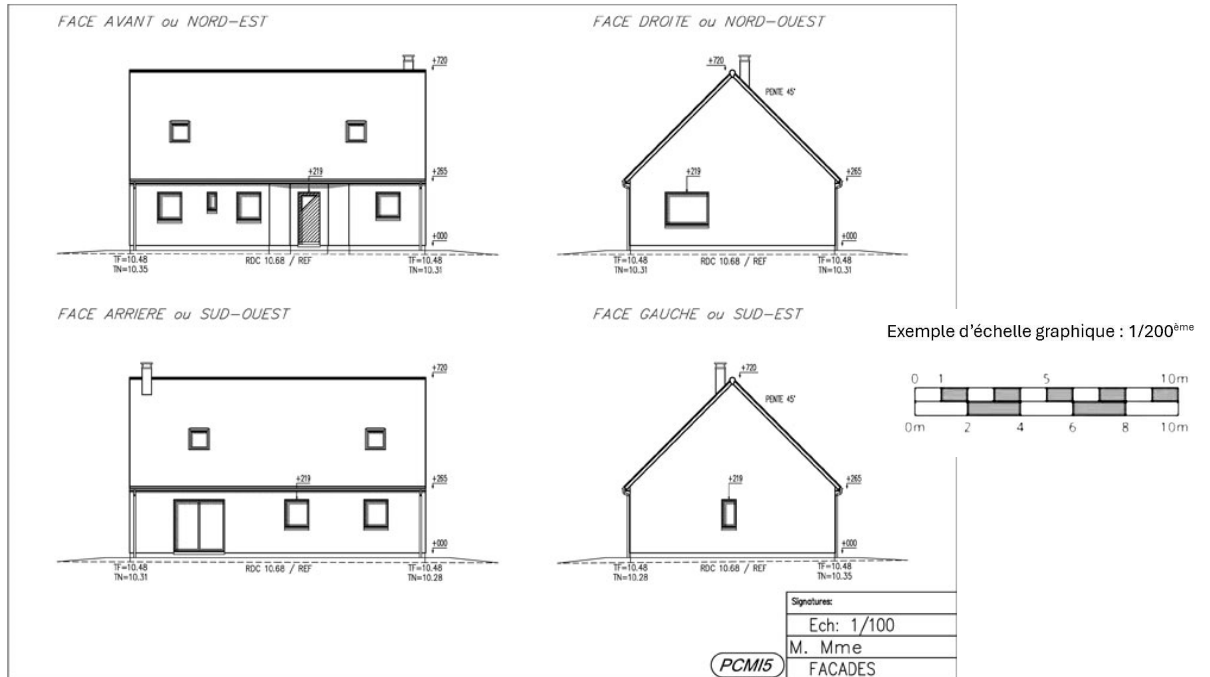 FACE AVANT ou NORD-EST
+720
+265
+219
+000
TF=10.48
TN=10.35
RDC 10.68 / REF
TF=10.48
TN=10.31
FACE DROITE ou NORD-OUEST
+720
PENTE 45°
+265
+219
+000
TF=10.48
TN=10.31
RDC 10.68 / REF
TF=10.48
TN=10.31
FACE ARRIERE ou SUD-OUEST
+720
+265
+219
+000
TF=10.48
TN=10.31
RDC 10.68 / REF
TF=10.48
TN=10.28
FACE GAUCHE ou SUD-EST
+720
PENTE 45°
+265
+219
+000
TF=10.48
TN=10.28
RDC 10.68 / REF
TF=10.48
TN=10.35
Exemple d'échelle graphique : 1/200ème
0 1 5 10m
0m 2 4 6 8 10m
Signatures:
Ech: 1/100
M. Mme
PCMI5
FACADES